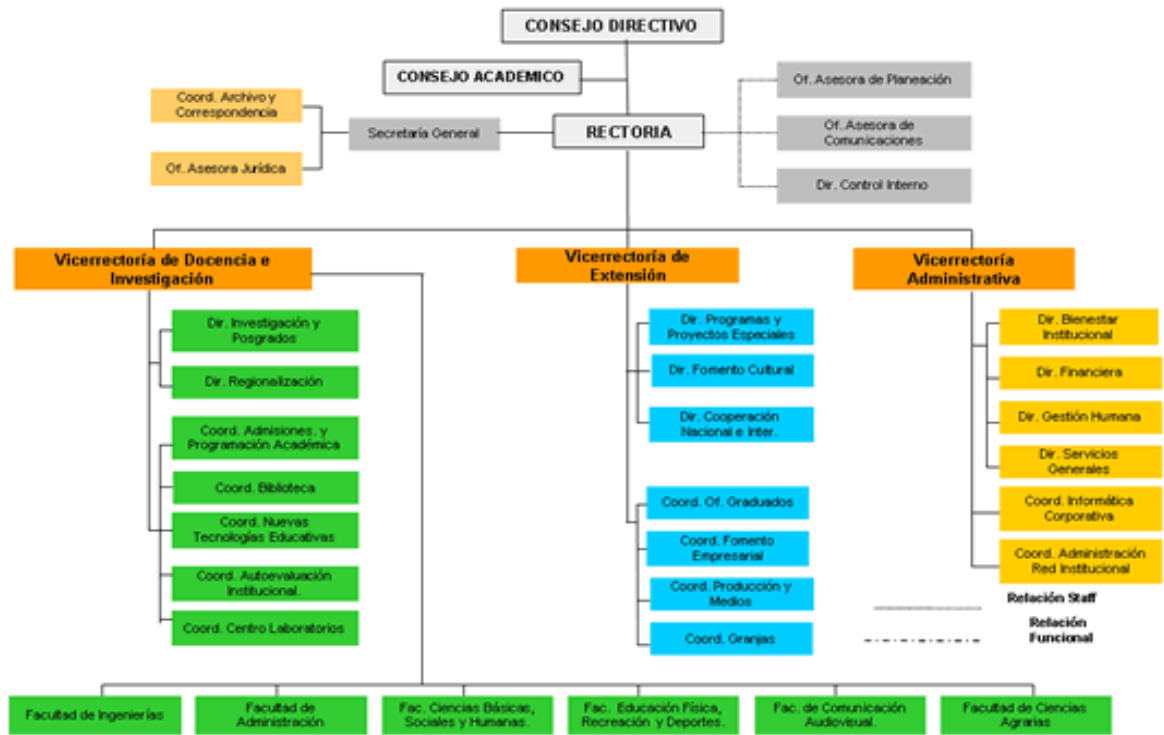 CONSEJO DIRECTIVO
CONSEJO ACADEMICO
Of. Asesora de Planeación
Coord. Archivo y
Correspondencia
Secretaría General
RECTORIA
Of. Asesora de
Comunicaciones
Of. Asesora Jurídica
Dir. Control Interno
Vicerrectoría de Docencia e
Investigación
Vicerrectoría de
Extensión
Vicerrectoría
Administrativa
Dir. Investigación y
Posgrados
Dir. Regionalización
Coord. Admisiones. y
Programación Académica
Coord. Biblioteca
Coord. Nuevas
Tecnologías Educativas
Coord. Autoevaluación
Institucional.
Coord. Centro Laboratorios
Dir. Programas y
Proyectos Especiales
Dir. Fomento Cultural
Dir. Cooperación
Nacional e Inter.
Coord. Of. Graduados
Coord. Fomento
Empresarial
Coord. Producción y
Medios
Coord. Granjas
Dir. Bienestar
Institucional
Dir. Financiera
Dir. Gestión Humana
Dir. Servicios
Generales
Coord. Informática
Corporativa
Coord. Administración
Red Institucional
Relación Staff
Relación
Funcional
Facultad de Ingenierías
Facultad de
Administración
Fac. Ciencias Básicas,
Sociales y Humanas.
Fac. Educación Física,
Recreación y Deportes.
Fac. de Comunicación
Audiovisual.
Facultad de Ciencias
Agrarias